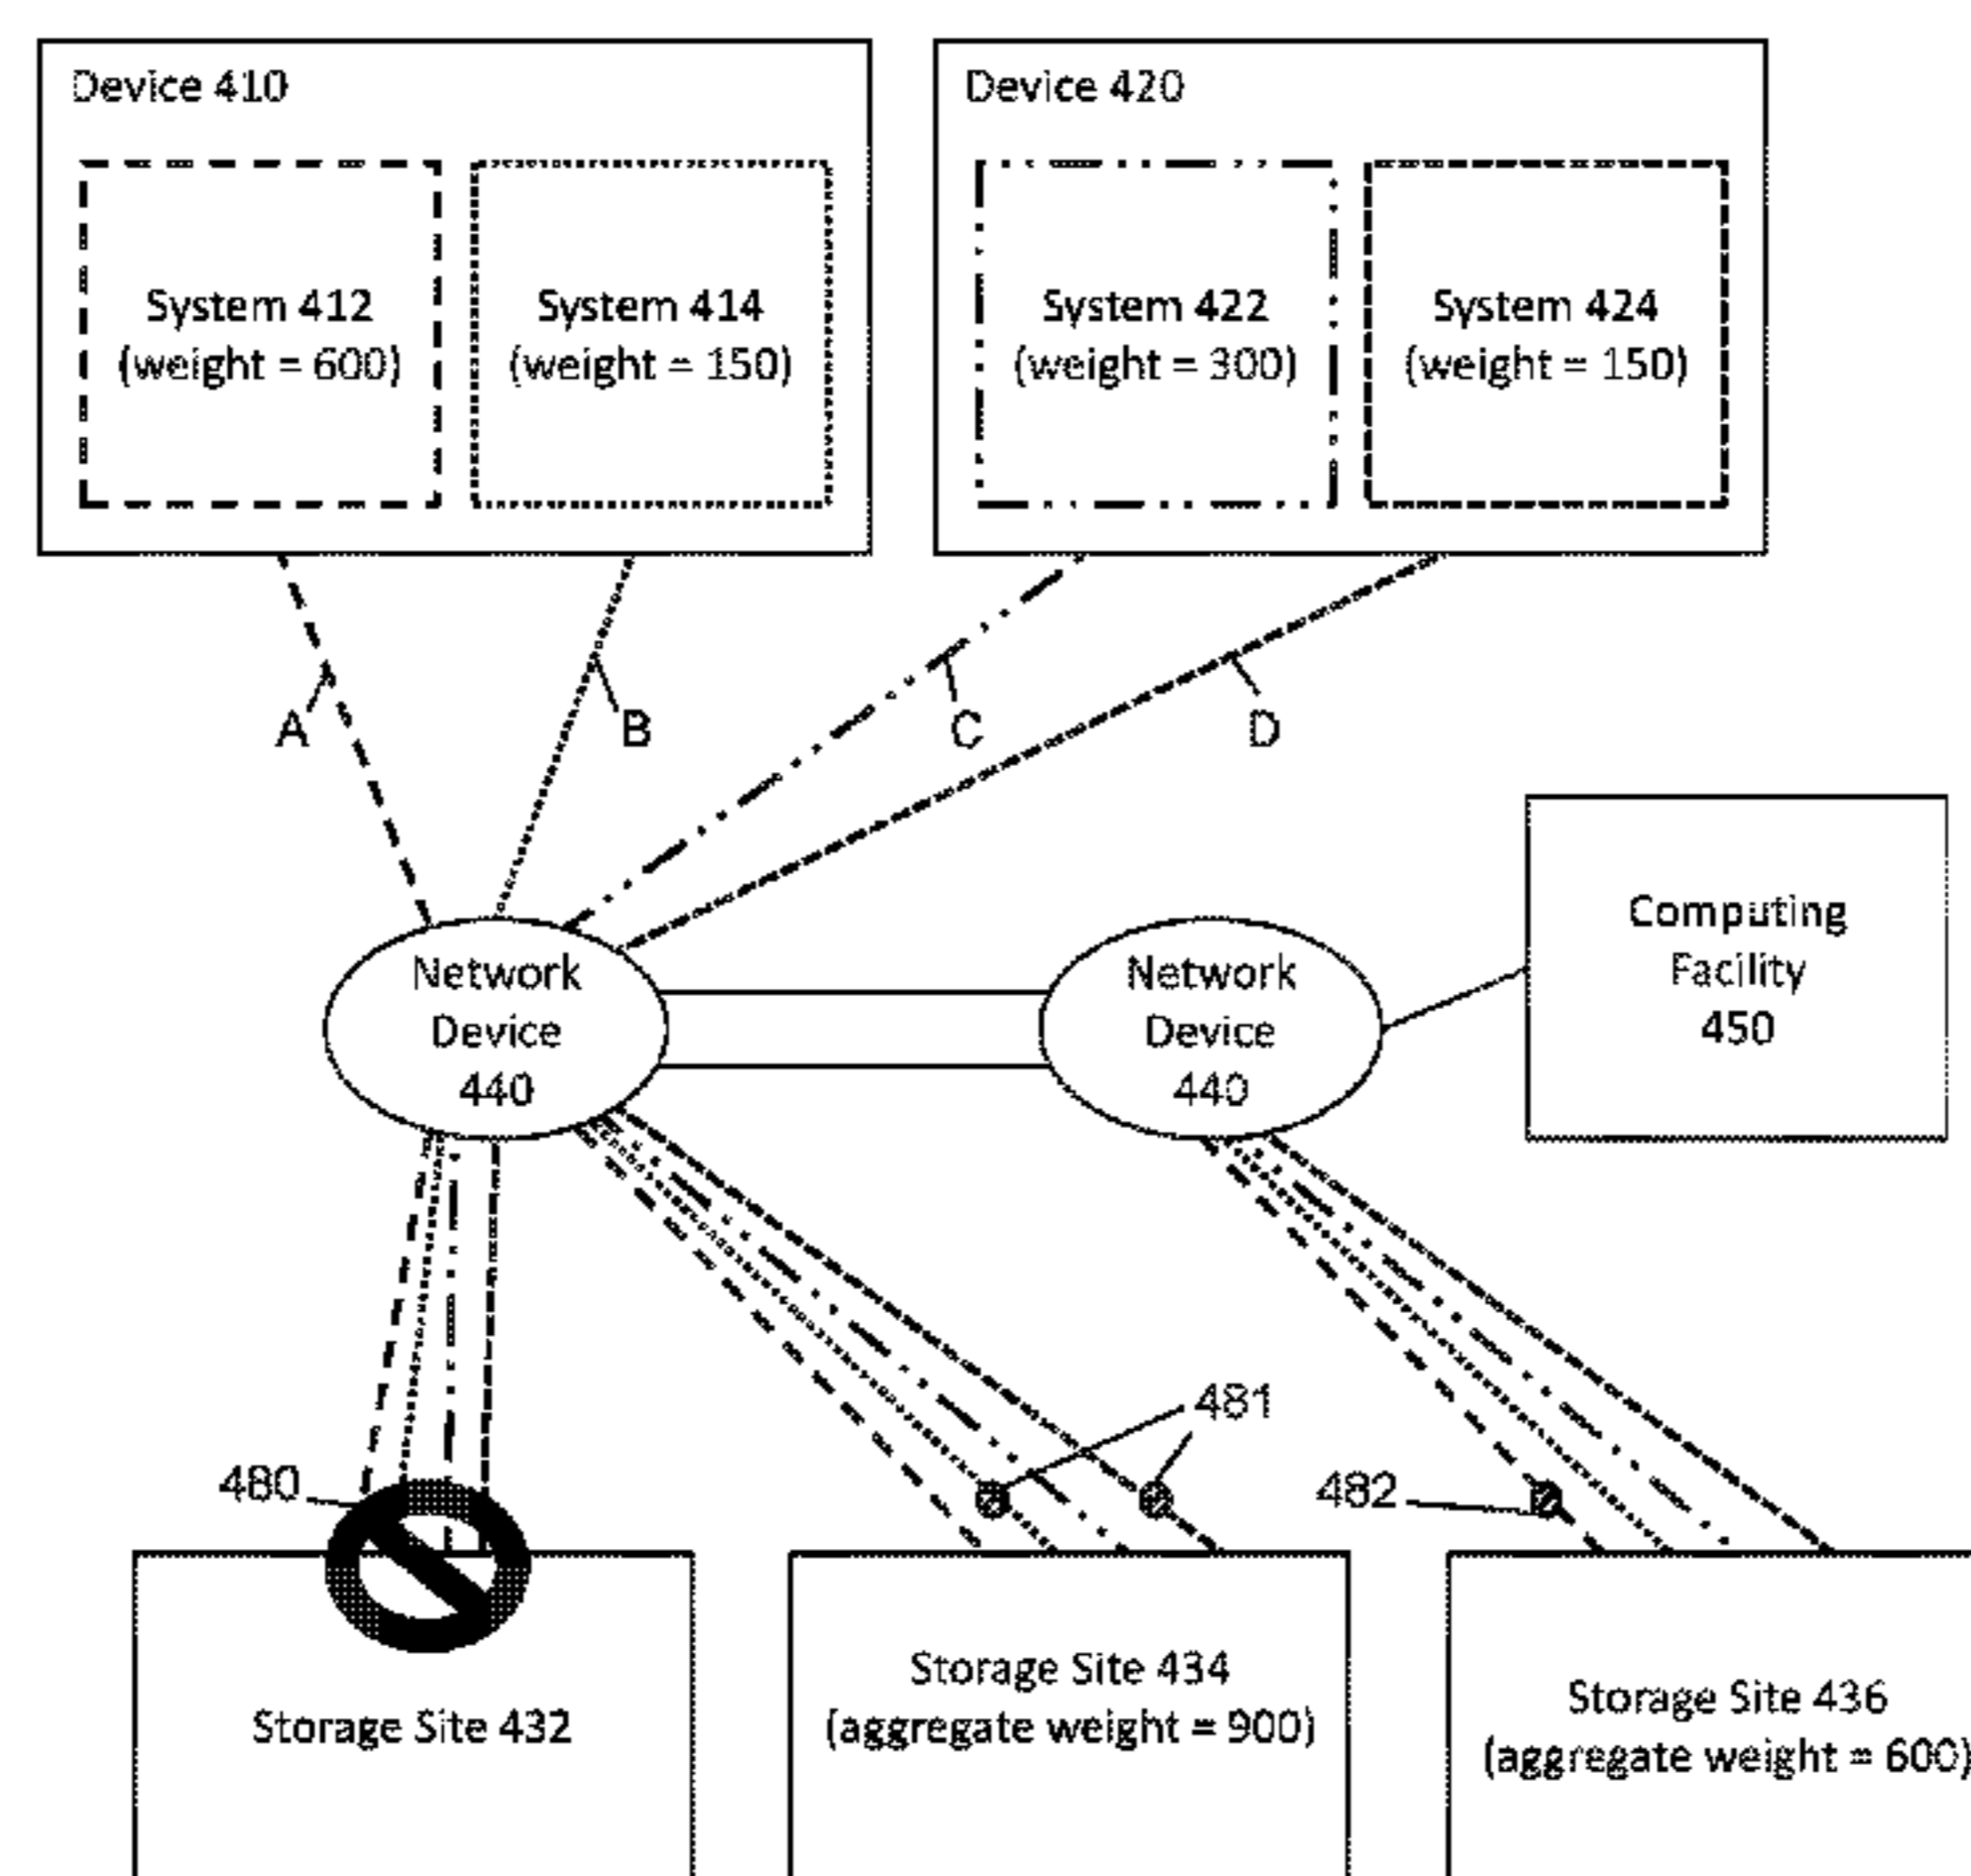 Device 410
Device 420
System 412
(weight = 600)
System 414
(weight = 150)
System 422
(weight = 300)
System 424
(weight = 150)
A
B
C
D
Network
Device
440
Network
Device
440
Computing
Facility
450
480
481
482
Storage Site 432
Storage Site 434
(aggregate weight = 900)
Storage Site 436
(aggregate weight = 600)